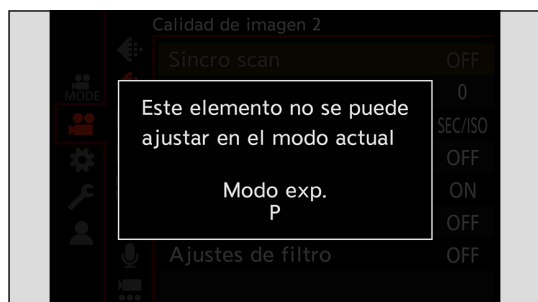 Calidad de imagen 2
Sincro scan OFF
MODE
0
Este elemento no se puede
ajustar en el modo actual
SEC/ISO
OFF
Modo exp.
ON
P
OFF
Ajustes de filtro OFF